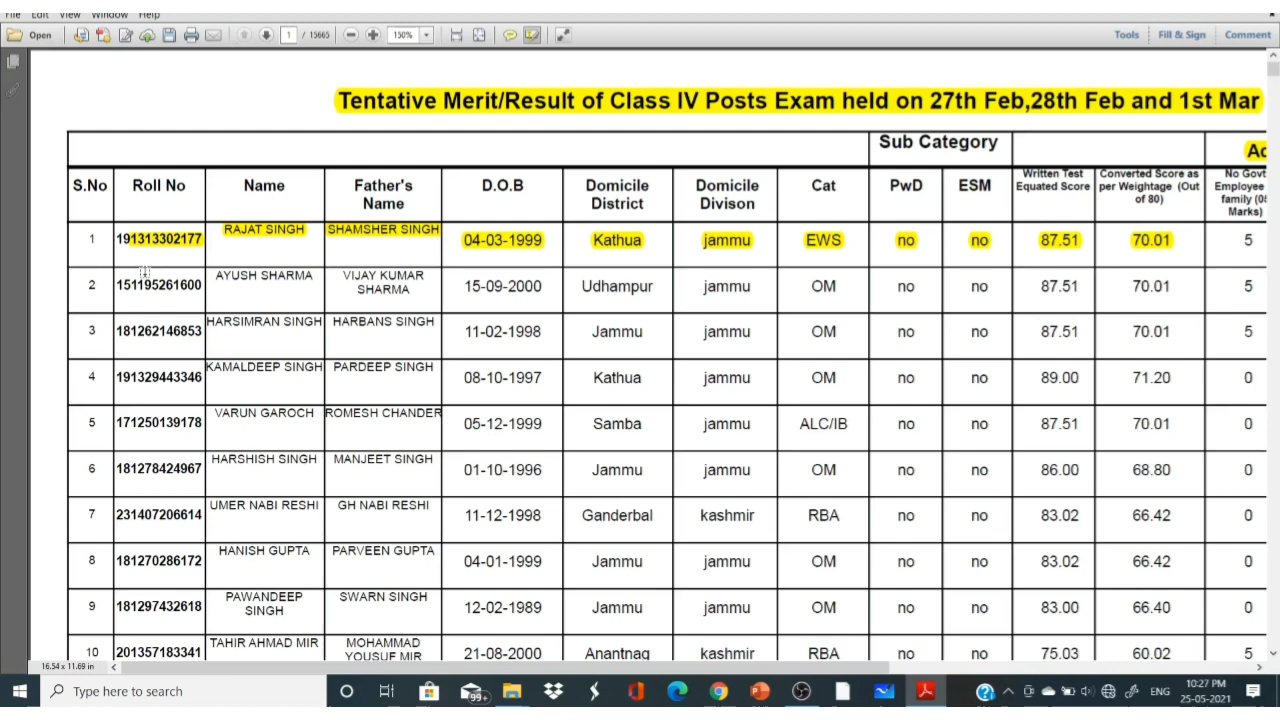 File Edit View Window Help
Open 1 / 15665 150% Tools Fill & Sign Comment
Tentative Merit/Result of Class IV Posts Exam held on 27th Feb,28th Feb and 1st Mar
Sub Category
S.No Roll No Name Father's Name D.O.B Domicile District Domicile Divison Cat PwD ESM Written Test Equated Score Converted Score as per Weightage (Out of 80) No Govt Employee family (05 Marks)
1 191313302177 RAJAT SINGH SHAMSHER SINGH 04-03-1999 Kathua jammu EWS no no 87.51 70.01 5
2 151195261600 AYUSH SHARMA VIJAY KUMAR SHARMA 15-09-2000 Udhampur jammu OM no no 87.51 70.01 5
3 181262146853 HARSIMRAN SINGH HARBANS SINGH 11-02-1998 Jammu jammu OM no no 87.51 70.01 5
4 191329443346 KAMALDEEP SINGH PARDEEP SINGH 08-10-1997 Kathua jammu OM no no 89.00 71.20 0
5 171250139178 VARUN GAROCH ROMESH CHANDER 05-12-1999 Samba jammu ALC/IB no no 87.51 70.01 0
6 181278424967 HARSHISH SINGH MANJEET SINGH 01-10-1996 Jammu jammu OM no no 86.00 68.80 0
7 231407206614 UMER NABI RESHI GH NABI RESHI 11-12-1998 Ganderbal kashmir RBA no no 83.02 66.42 0
8 181270286172 HANISH GUPTA PARVEEN GUPTA 04-01-1999 Jammu jammu OM no no 83.02 66.42 0
9 181297432618 PAWANDEEP SINGH SWARN SINGH 12-02-1989 Jammu jammu OM no no 83.00 66.40 0
10 201357183341 TAHIR AHMAD MIR MOHAMMAD YOUSUF MIR 21-08-2000 Anantnag kashmir RBA no no 75.03 60.02 5
16.54 x 11.69 in
Type here to search 99+ ENG 10:27 PM
25-05-2021